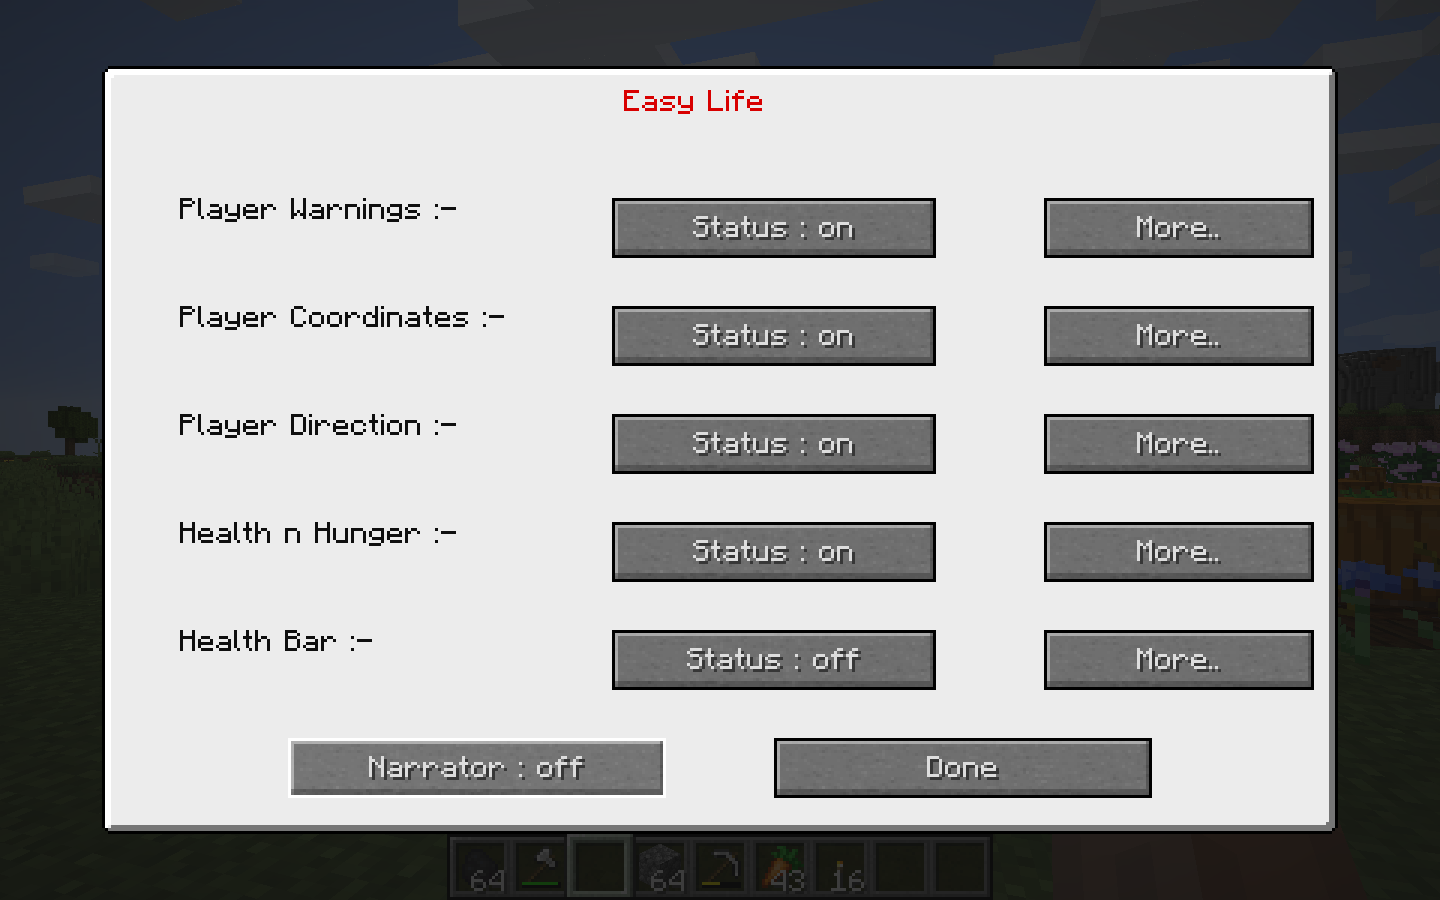 Easy Life
Player Warnings :- Status : on More..
Player Coordinates :- Status : on More..
Player Direction :- Status : on More..
Health n Hunger :- Status : on More..
Health Bar :- Status : off More..
Narrator : off Done
64 64 43 16